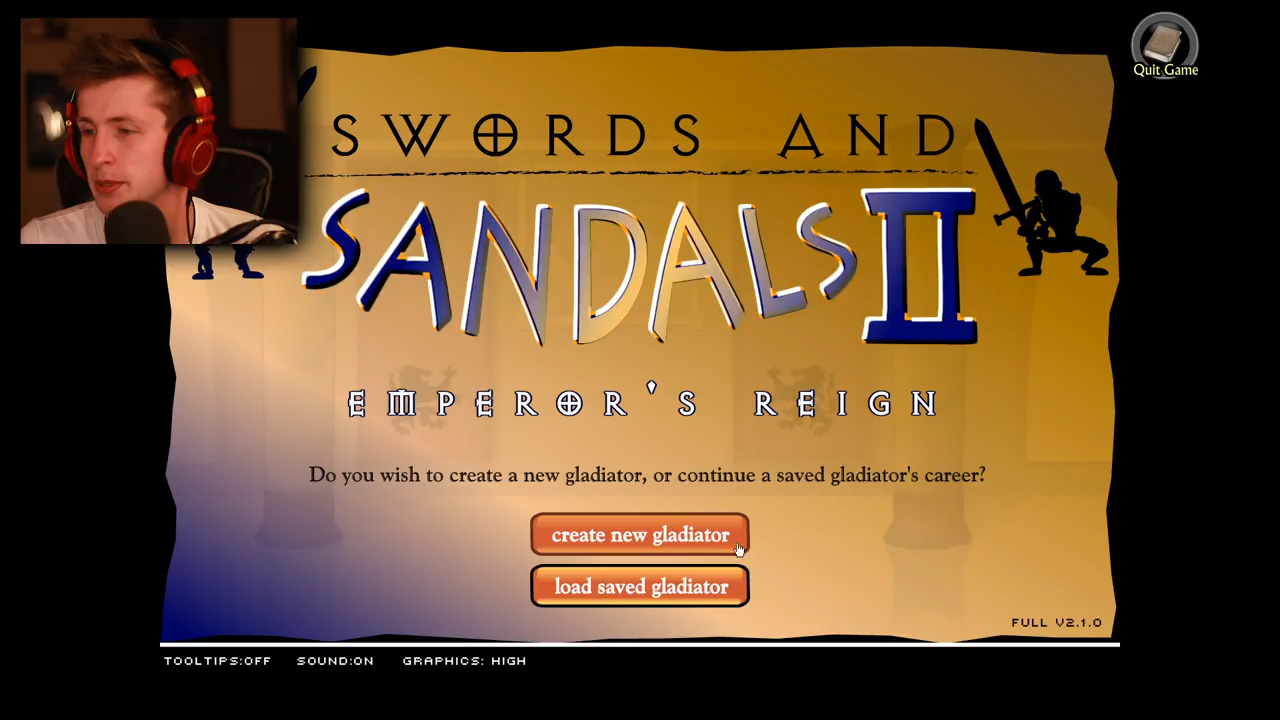 Quit Game
SWORDS AND
SANDALS II
EMPEROR'S REIGN
Do you wish to create a new gladiator, or continue a saved gladiator's career?
create new gladiator
load saved gladiator
FULL V2.1.0
TOOLTIPS:OFF SOUND:ON GRAPHICS: HIGH